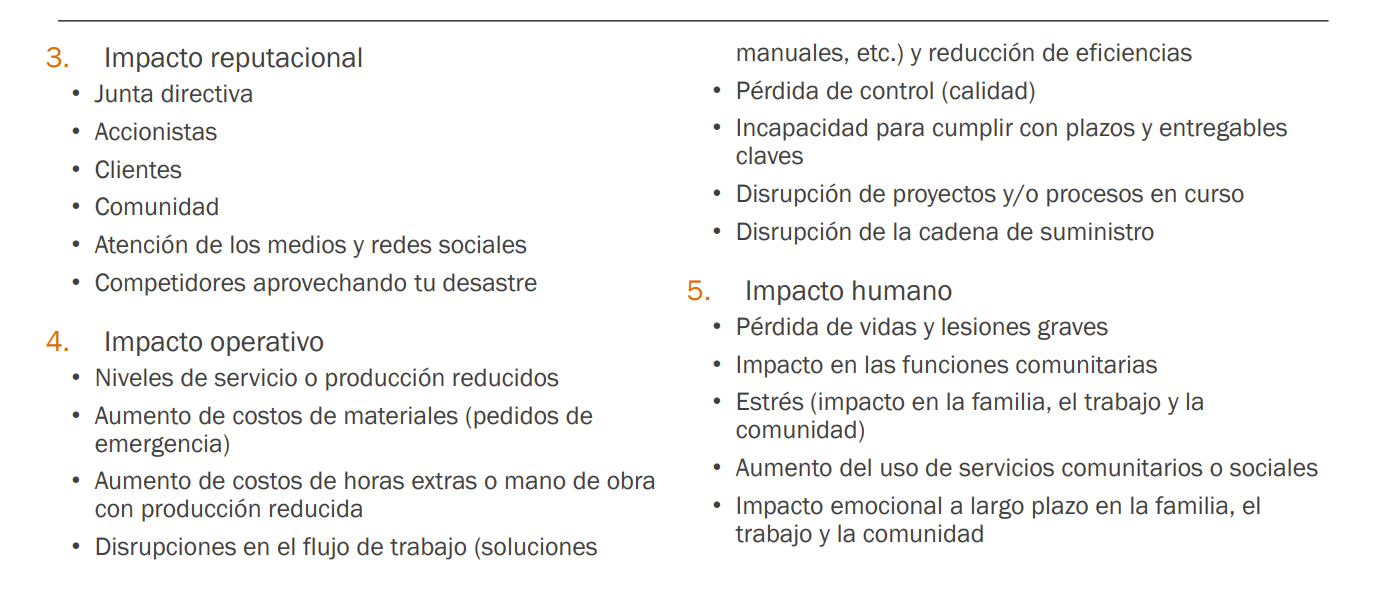 3. Impacto reputacional
• Junta directiva
• Accionistas
• Clientes
• Comunidad
• Atención de los medios y redes sociales
• Competidores aprovechando tu desastre
4. Impacto operativo
• Niveles de servicio o producción reducidos
• Aumento de costos de materiales (pedidos de
emergencia)
• Aumento de costos de horas extras o mano de obra
con producción reducida
• Disrupciones en el flujo de trabajo (soluciones
manuales, etc.) y reducción de eficiencias
• Pérdida de control (calidad)
• Incapacidad para cumplir con plazos y entregables
claves
• Disrupción de proyectos y/o procesos en curso
• Disrupción de la cadena de suministro
5. Impacto humano
• Pérdida de vidas y lesiones graves
• Impacto en las funciones comunitarias
• Estrés (impacto en la familia, el trabajo y la
comunidad)
• Aumento del uso de servicios comunitarios o sociales
• Impacto emocional a largo plazo en la familia, el
trabajo y la comunidad